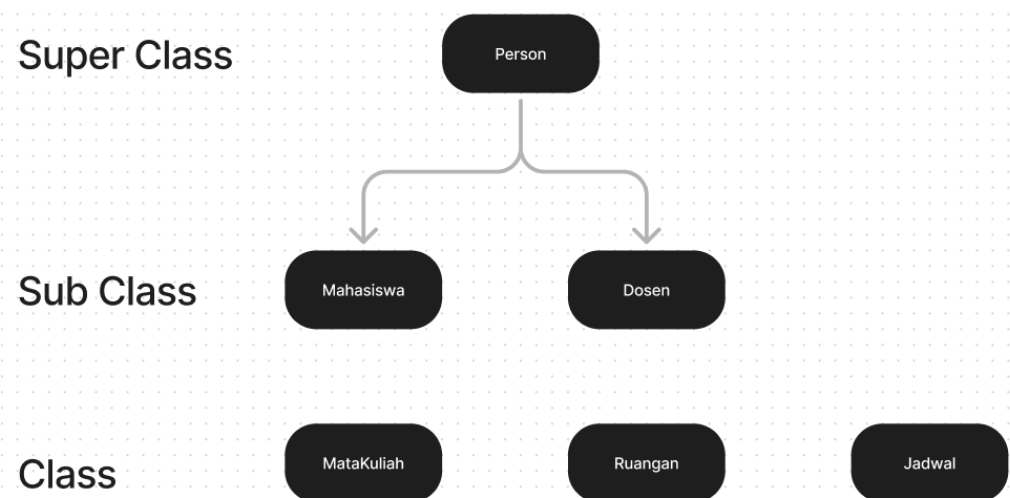 Super Class
Person
Sub Class
Mahasiswa
Dosen
Class
MataKuliah
Ruangan
Jadwal